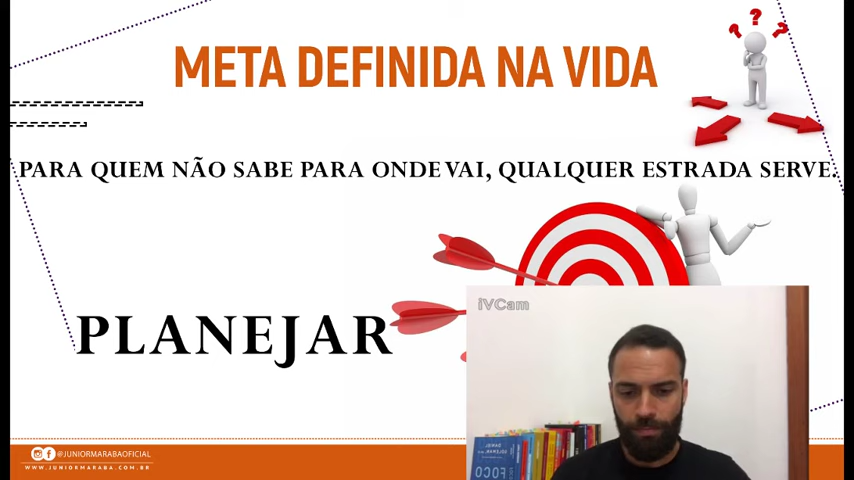 META DEFINIDA NA VIDA
PARA QUEM NÃO SABE PARA ONDE VAI, QUALQUER ESTRADA SERVE.
PLANEJAR
iVCam
FOCO
@JUNIORMARABAOFICIAL
WWW.JUNIORMARABA.COM.BR